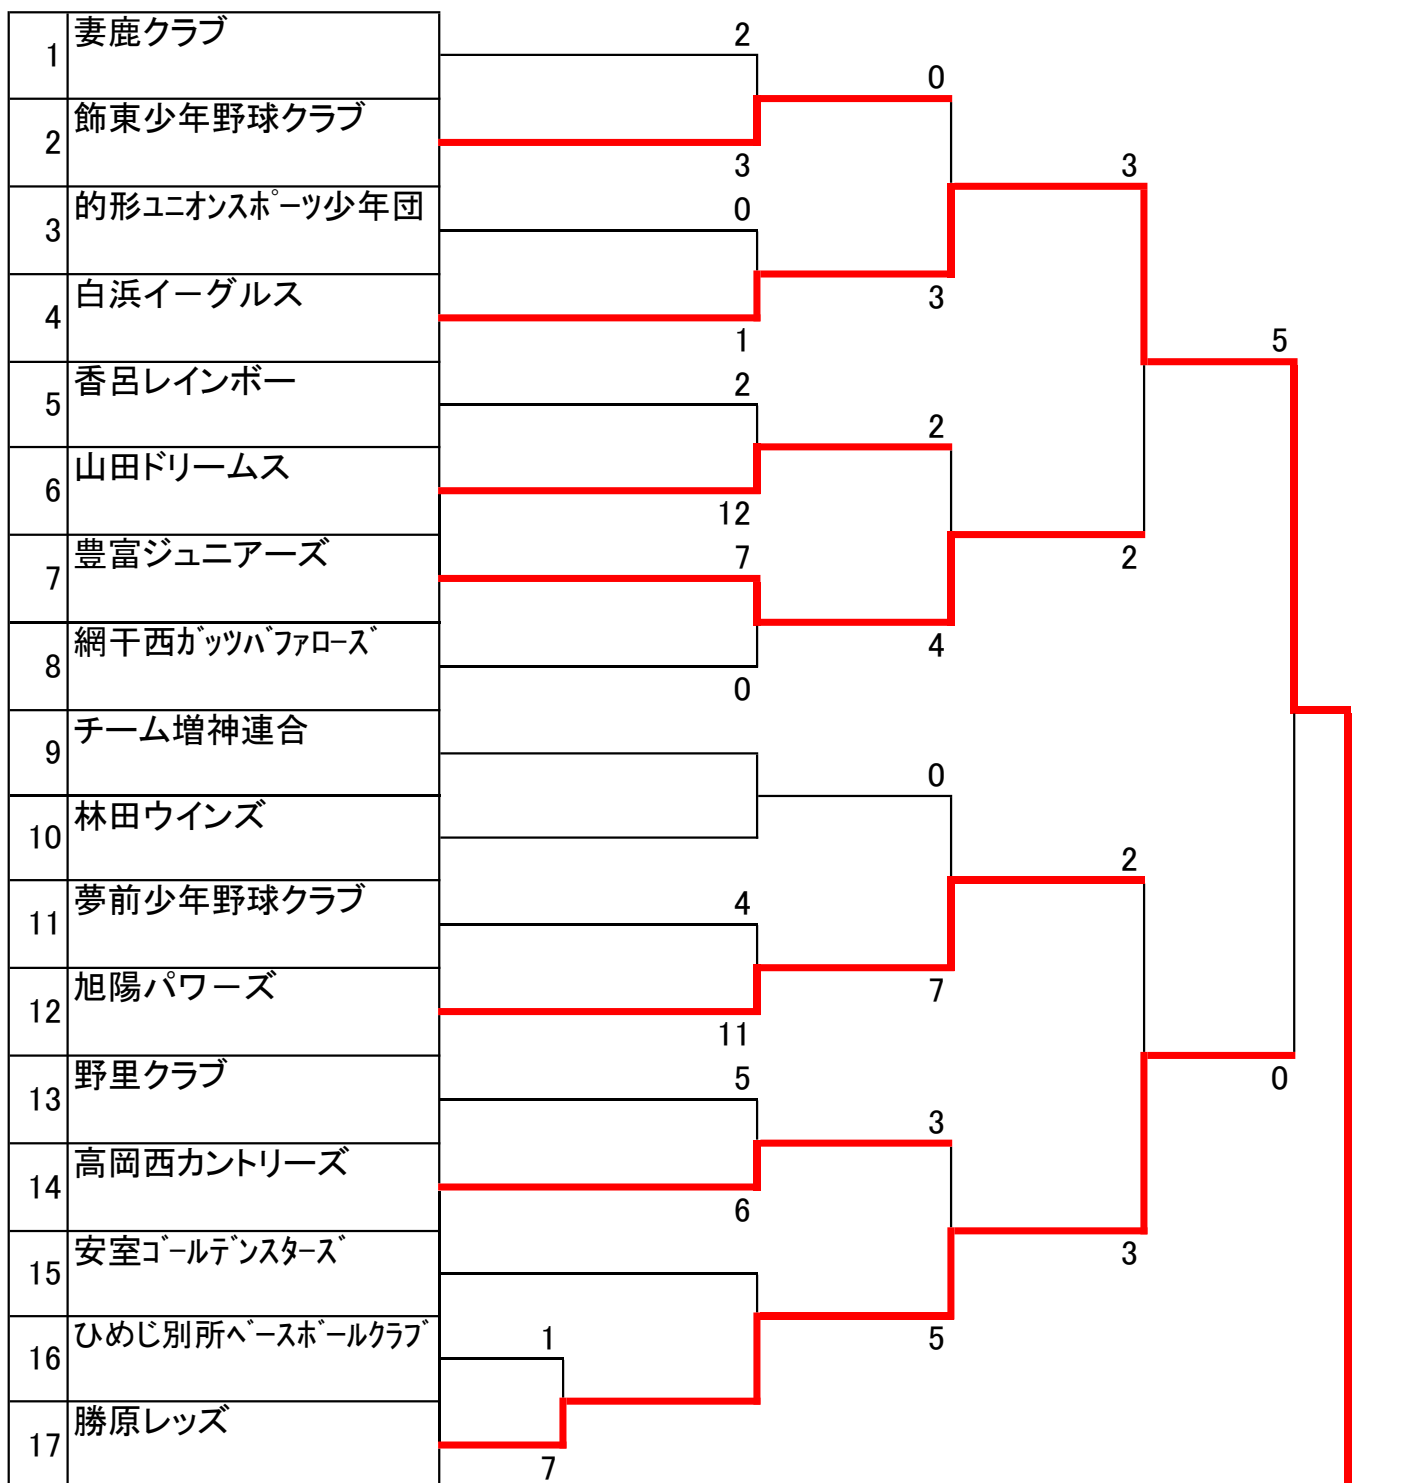 1 妻鹿クラブ 2
0
2 飾東少年野球クラブ
3 3
3 的形ユニオンスポーツ少年団 0
4 白浜イーグルス 3
1 5
5 香呂レインボー 2
2
6 山田ドリームス
12
7 豊富ジュニアーズ 7 2
8 網干西ガッツバファローズ 4
0
9 チーム増神連合
0
10 林田ウインズ
2
11 夢前少年野球クラブ 4
12 旭陽パワーズ 7
11
13 野里クラブ 5 0
3
14 高岡西カントリーズ
6
15 安室ゴールデンスターズ 3
16 ひめじ別所ベースボールクラブ 1 5
17 勝原レッズ
7